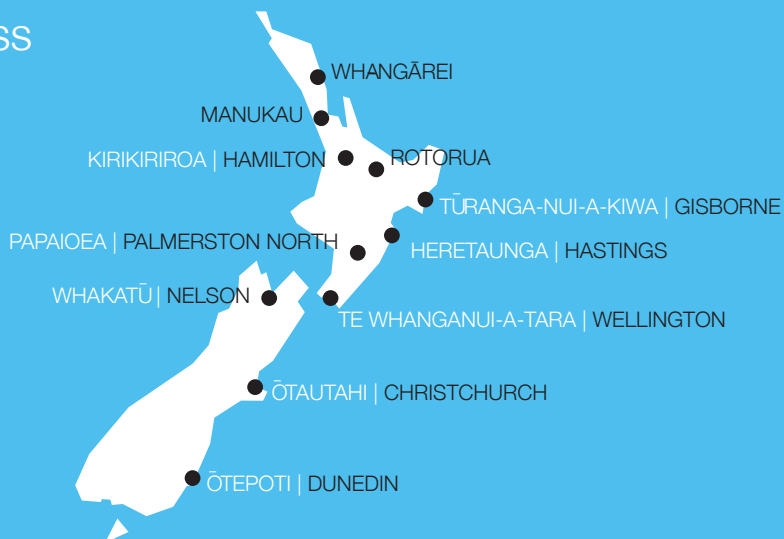 SS
WHANGĀREI
MANUKAU
KIRIKIRIROA | HAMILTON
ROTORUA
TŪRANGA-NUI-A-KIWA | GISBORNE
PAPAIOEA | PALMERSTON NORTH
HERETAUNGA | HASTINGS
WHAKATŪ | NELSON
TE WHANGANUI-A-TARA | WELLINGTON
ŌTAUTAHI | CHRISTCHURCH
ŌTEPOTI | DUNEDIN